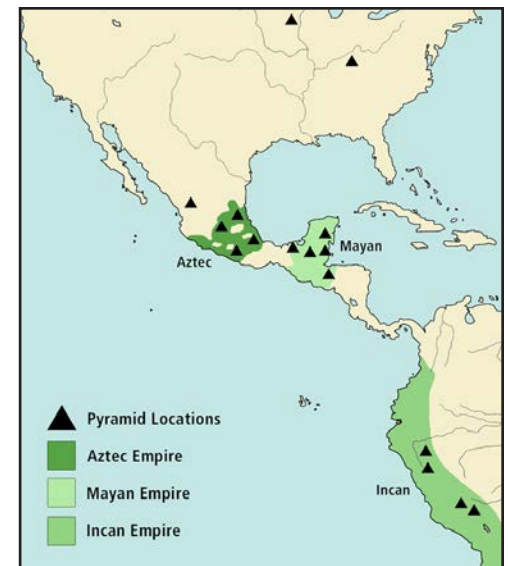 Mayan
Aztec
Pyramid Locations
Aztec Empire
Mayan Empire
Incan
Incan Empire